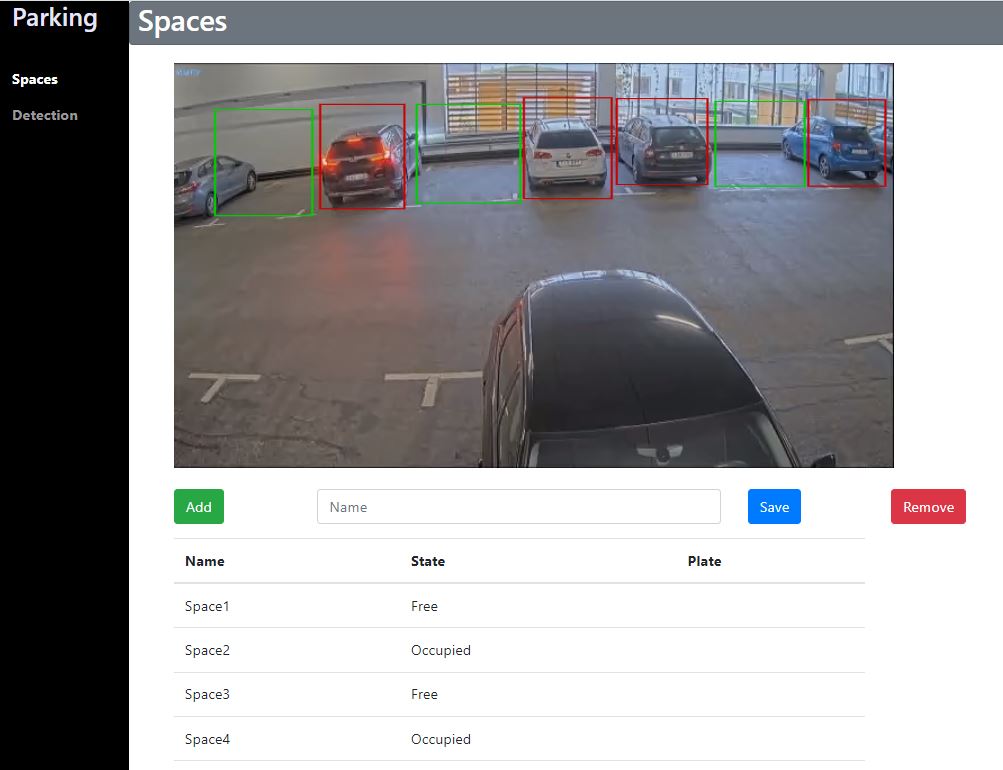 Parking
Spaces
Spaces
Detection
Add
Name
Save
Remove
Name State Plate
Space1 Free
Space2 Occupied
Space3 Free
Space4 Occupied